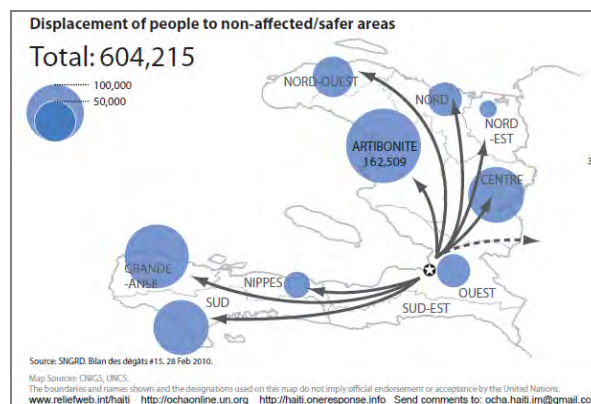 Displacement of people to non-affected/safer areas
Total: 604,215
100,000
50,000
NORD-OUEST
NORD
NORD
-EST
ARTIBONITE
162,509
3
CENTRE
GRANDE
-ANSE
NIPPES
OUEST
SUD
SUD-EST
Source: SNGRD. Bilan des dégâts #15. 28 Feb 2010.
Map Sources: CNIGS, UNCS.
The boundaries and names shown and the designations used on this map do not imply official endorsement or acceptance by the United Nations.
www.reliefweb.int/haiti http://ochaonline.un.org http://haiti.oneresponse.info Send comments to: ocha.haiti.im@gmail.co